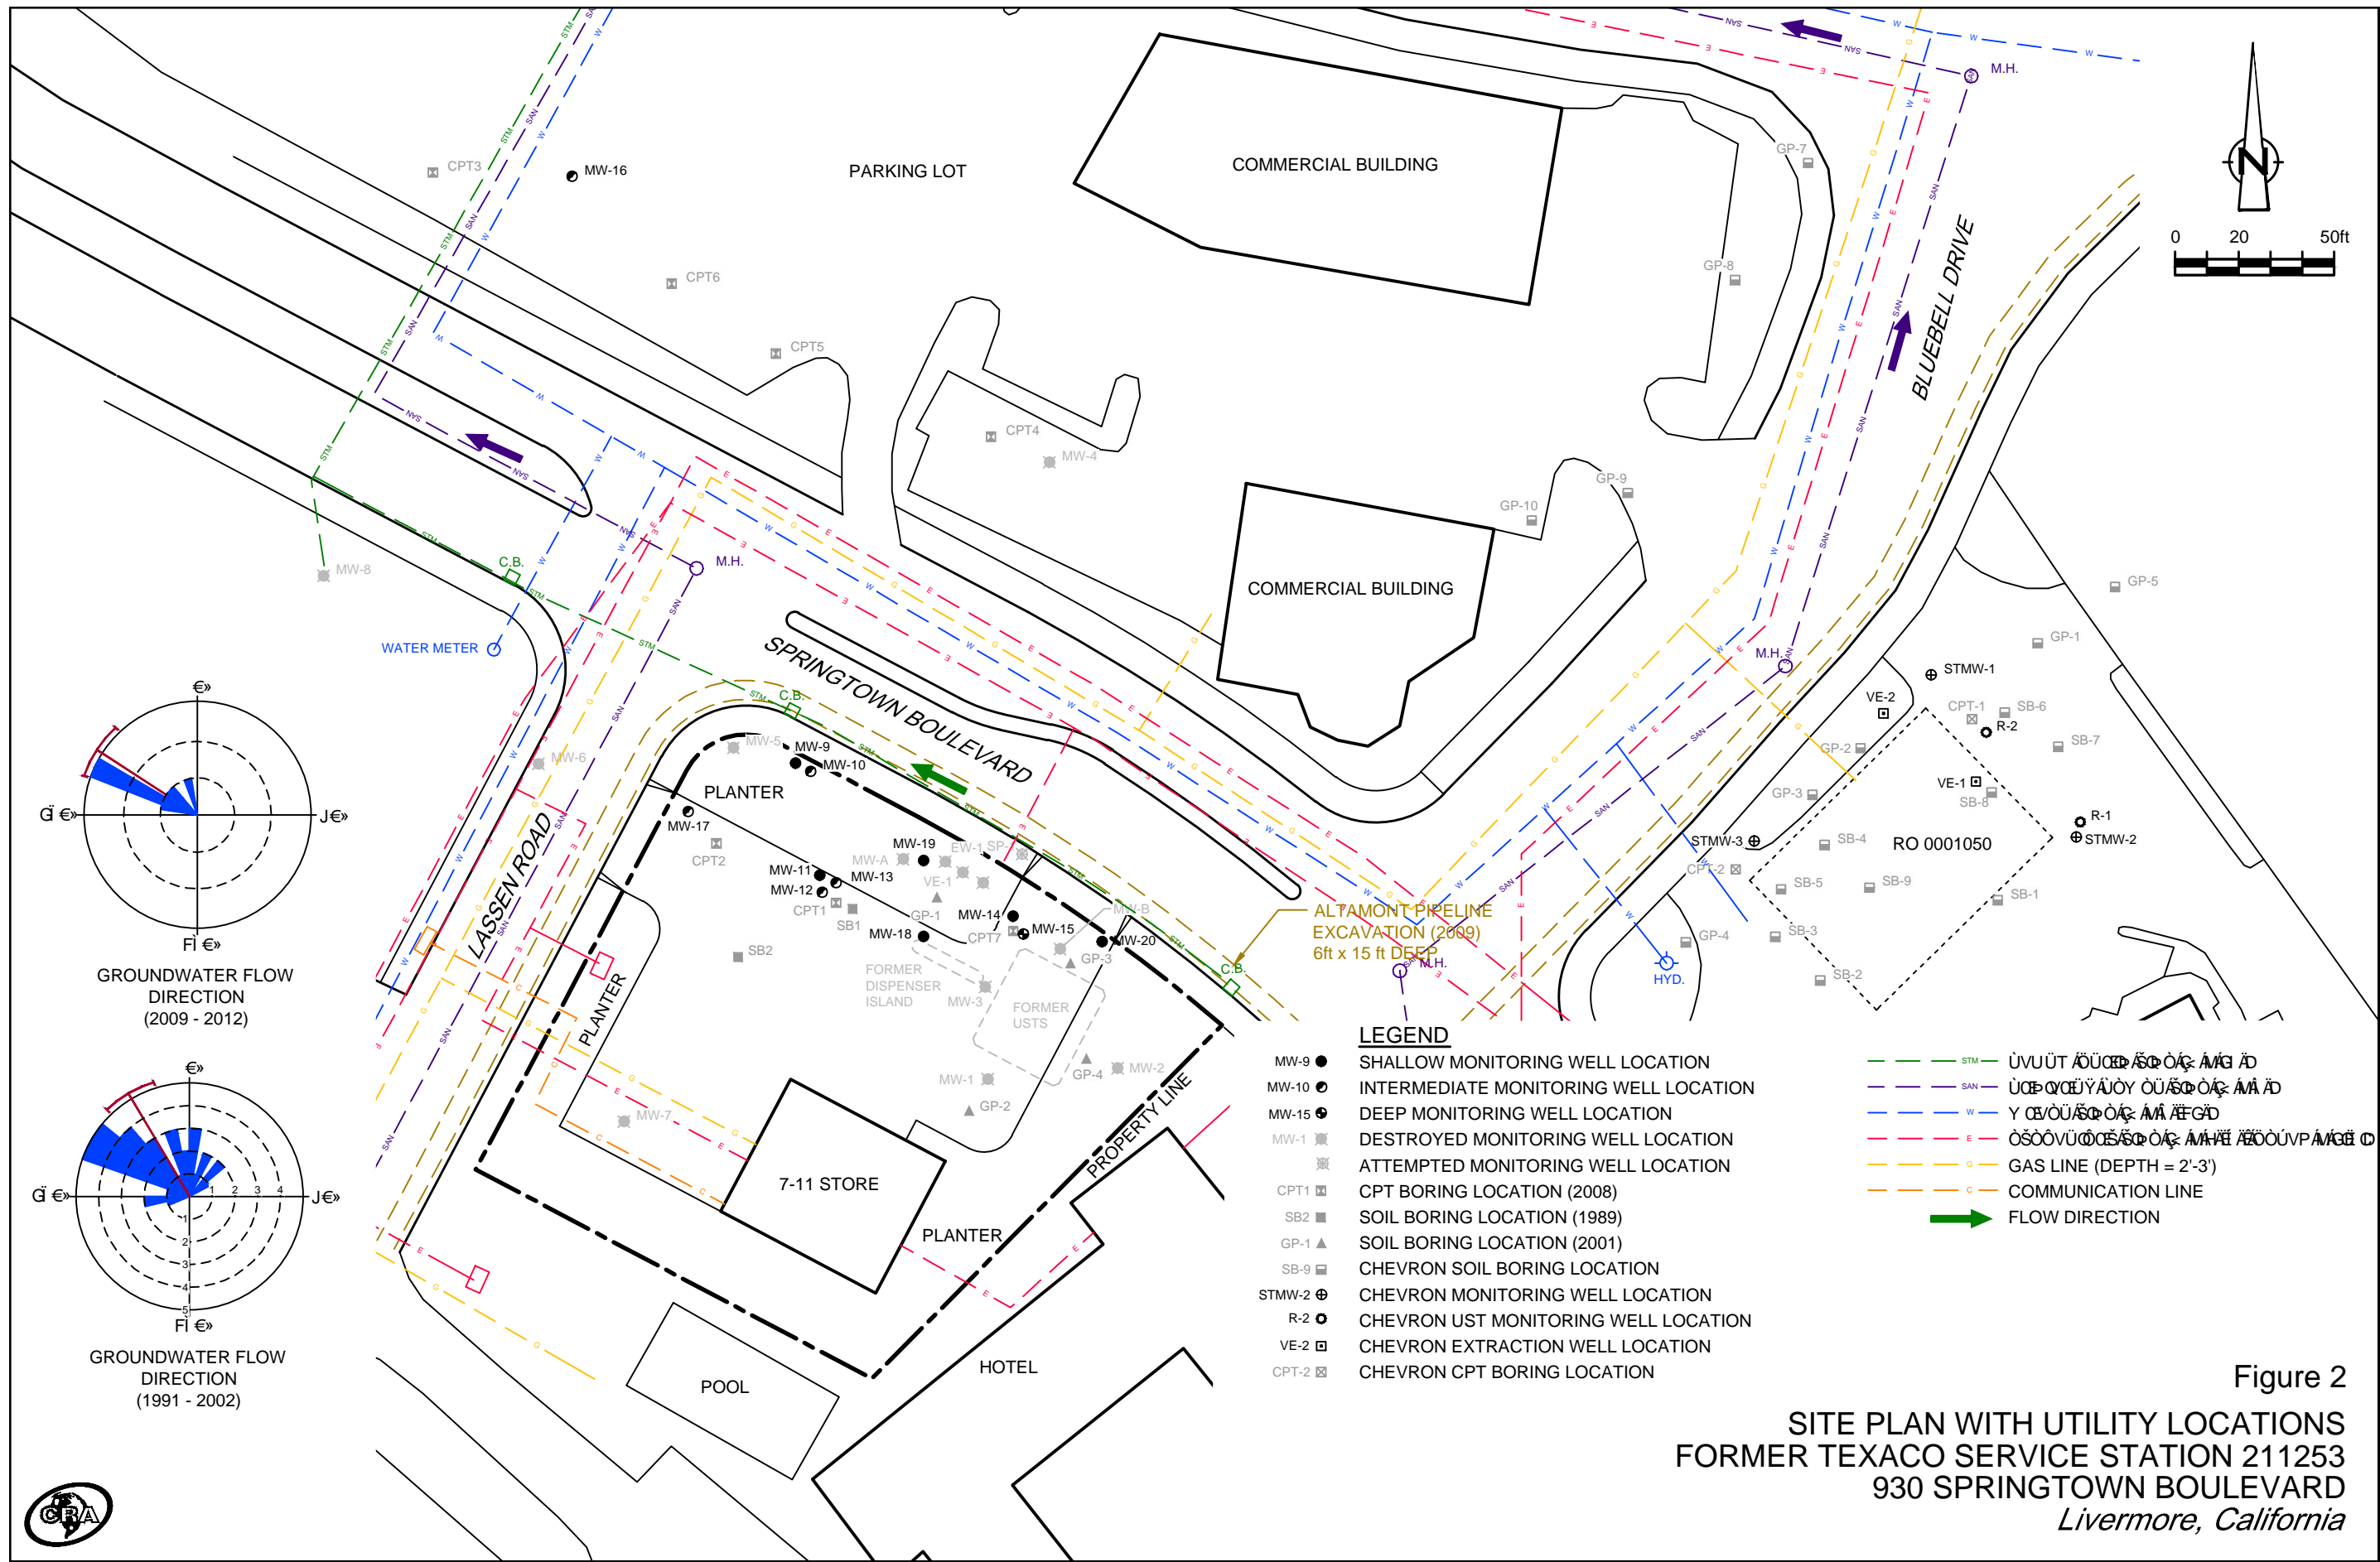 CPT3
MW-16
PARKING LOT
COMMERCIAL BUILDING
GP-7
M.H.
N
0 20 50ft
CPT6
GP-8
BLUEBELL DRIVE
CPT5
CPT4
MW-4
GP-9
GP-10
MW-8
C.B.
M.H.
COMMERCIAL BUILDING
GP-5
WATER METER
SPRINGTOWN BOULEVARD
M.H.
GP-1
STMW-1
VE-2
CPT-1
SB-6
R-2
C.B.
MW-5
MW-9
MW-10
MW-6
GP-2
SB-7
PLANTER
VE-1
GP-3
SB-8
MW-17
CPT2
MW-19
MW-A
EW-1
R-1
STMW-3
STMW-2
SB-4
RO 0001050
MW-11
MW-13
MW-12
VE-1
CPT-2
SB-5
SB-9
SB-1
LASSEN ROAD
CPT1
SB1
GP-1
MW-14
MW-B
ALTAMONT PIPELINE
EXCAVATION (2009)
6ft x 15 ft DEEP
MW-18
CPT7
MW-15
MW-20
GP-4
SB-3
SB2
GP-3
C.B.
M.H.
SB-2
HYD.
FORMER
DISPENSER
ISLAND
MW-3
FORMER
USTS
PLANTER
GROUNDWATER FLOW
DIRECTION
(2009 - 2012)
MW-1
GP-4
MW-2
GP-2
MW-7
PROPERTY LINE
7-11 STORE
PLANTER
HOTEL
POOL
1 2 3 4
1
2
3
4
5
GROUNDWATER FLOW
DIRECTION
(1991 - 2002)
LEGEND
MW-9 SHALLOW MONITORING WELL LOCATION
MW-10 INTERMEDIATE MONITORING WELL LOCATION
MW-15 DEEP MONITORING WELL LOCATION
MW-1 DESTROYED MONITORING WELL LOCATION
ATTEMPTED MONITORING WELL LOCATION
CPT1 CPT BORING LOCATION (2008)
SB2 SOIL BORING LOCATION (1989)
GP-1 SOIL BORING LOCATION (2001)
SB-9 CHEVRON SOIL BORING LOCATION
STMW-2 CHEVRON MONITORING WELL LOCATION
R-2 CHEVRON UST MONITORING WELL LOCATION
VE-2 CHEVRON EXTRACTION WELL LOCATION
CPT-2 CHEVRON CPT BORING LOCATION
STM
SAN
W
E
G GAS LINE (DEPTH = 2'-3')
C COMMUNICATION LINE
FLOW DIRECTION
Figure 2
SITE PLAN WITH UTILITY LOCATIONS
FORMER TEXACO SERVICE STATION 211253
930 SPRINGTOWN BOULEVARD
Livermore, California
CRA